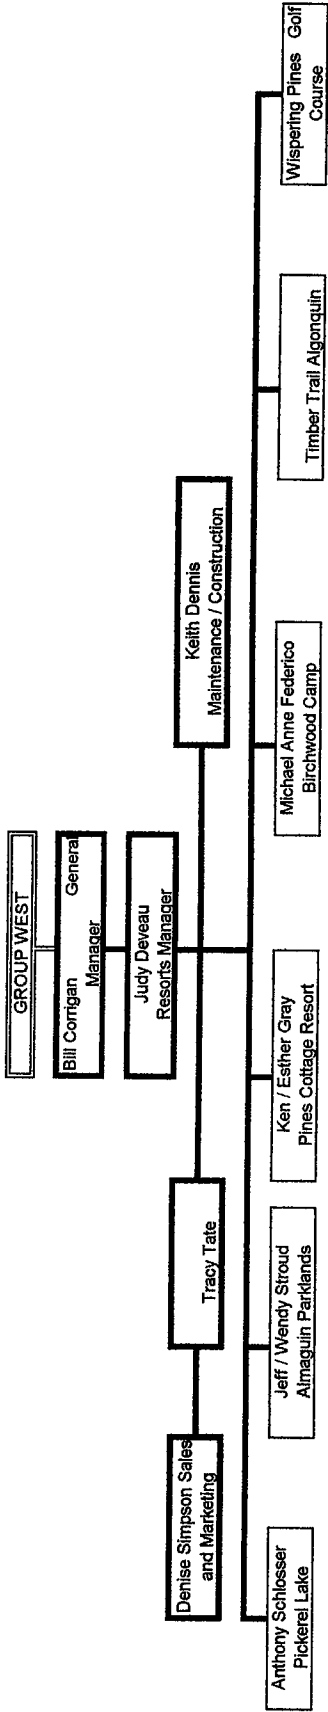 GROUP WEST
Bill Corrigan General
Manager
Judy Deveau
Resorts Manager
Denise Simpson Sales
and Marketing
Tracy Tate
Keith Dennis
Maintenance / Construction
Anthony Schlosser
Pickerel Lake
Jeff / Wendy Stroud
Almaguin Parklands
Ken / Esther Gray
Pines Cottage Resort
Michael Anne Federico
Birchwood Camp
Timber Trail Algonquin
Wispering Pines Golf
Course